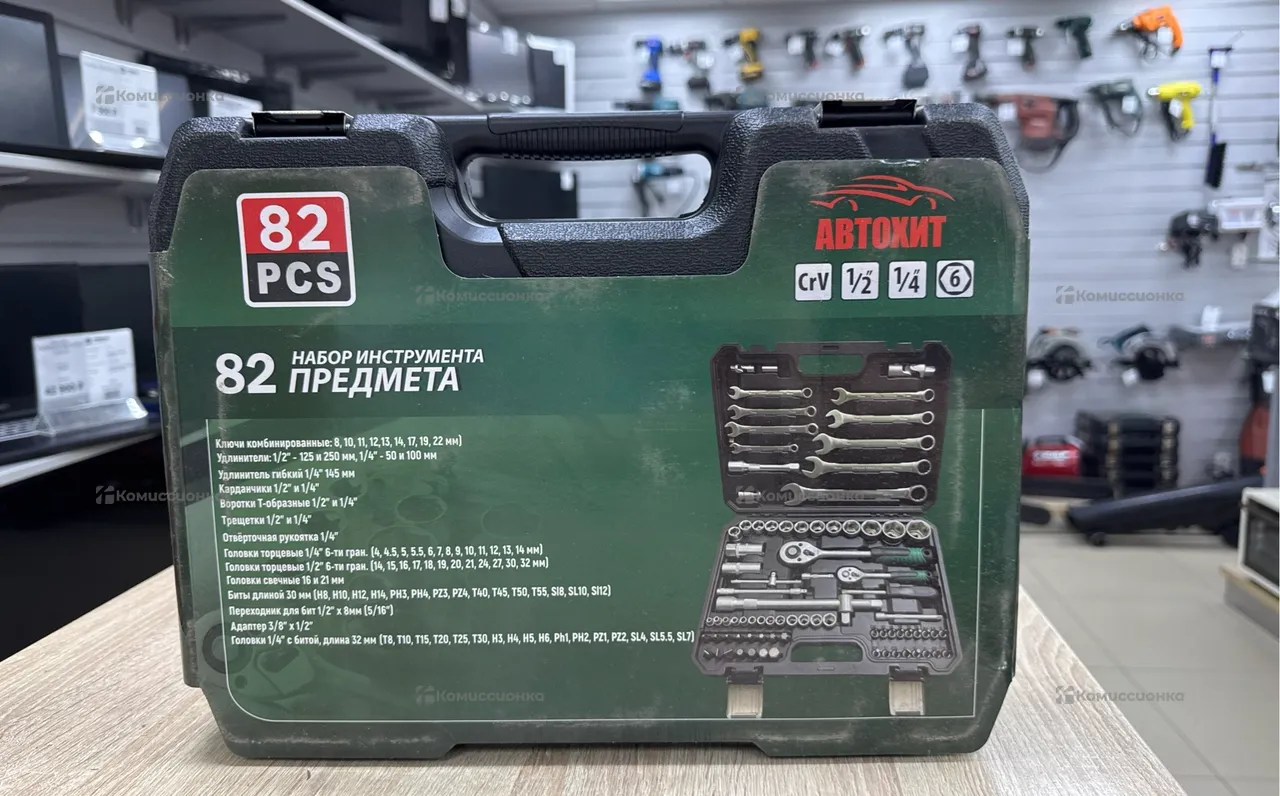 82
PCS
АВТОХИТ
CrV 1/2" 1/4" 6
82 НАБОР ИНСТРУМЕНТА
ПРЕДМЕТА
Ключи комбинированные: 8, 10, 11, 12,13, 14, 17, 19, 22 мм)
Удлинители: 1/2" - 125 и 250 мм, 1/4" - 50 и 100 мм
Удлинитель гибкий 1/4" 145 мм
Карданчики 1/2" и 1/4"
Воротки Т-образные 1/2" и 1/4"
Трещетки 1/2" и 1/4"
Отвёрточная рукоятка 1/4"
Головки торцевые 1/4" 6-ти гран. (4, 4.5, 5, 5.5, 6, 7, 8, 9, 10, 11, 12, 13, 14 мм)
Головки торцевые 1/2" 6-ти гран. (14, 15, 16, 17, 18, 19, 20, 21, 24, 27, 30, 32 мм)
Головки свечные 16 и 21 мм
Биты длиной 30 мм (H8, H10, H12, H14, PH3, PH4, PZ3, PZ4, T40, T45, T50, T55, Sl8, SL10, Sl12)
Переходник для бит 1/2" x 8мм (5/16")
Адаптер 3/8" x 1/2"
Головки 1/4" с битой, длина 32 мм (T8, T10, T15, T20, T25, T30, H3, H4, H5, H6, Ph1, PH2, PZ1, PZ2, SL4, SL5.5, SL7)
Комиссионка
Комиссионка
Комиссионка
Комиссионка
Комиссионка
Комиссионка
Комиссионка
Комиссионка
Комиссионка